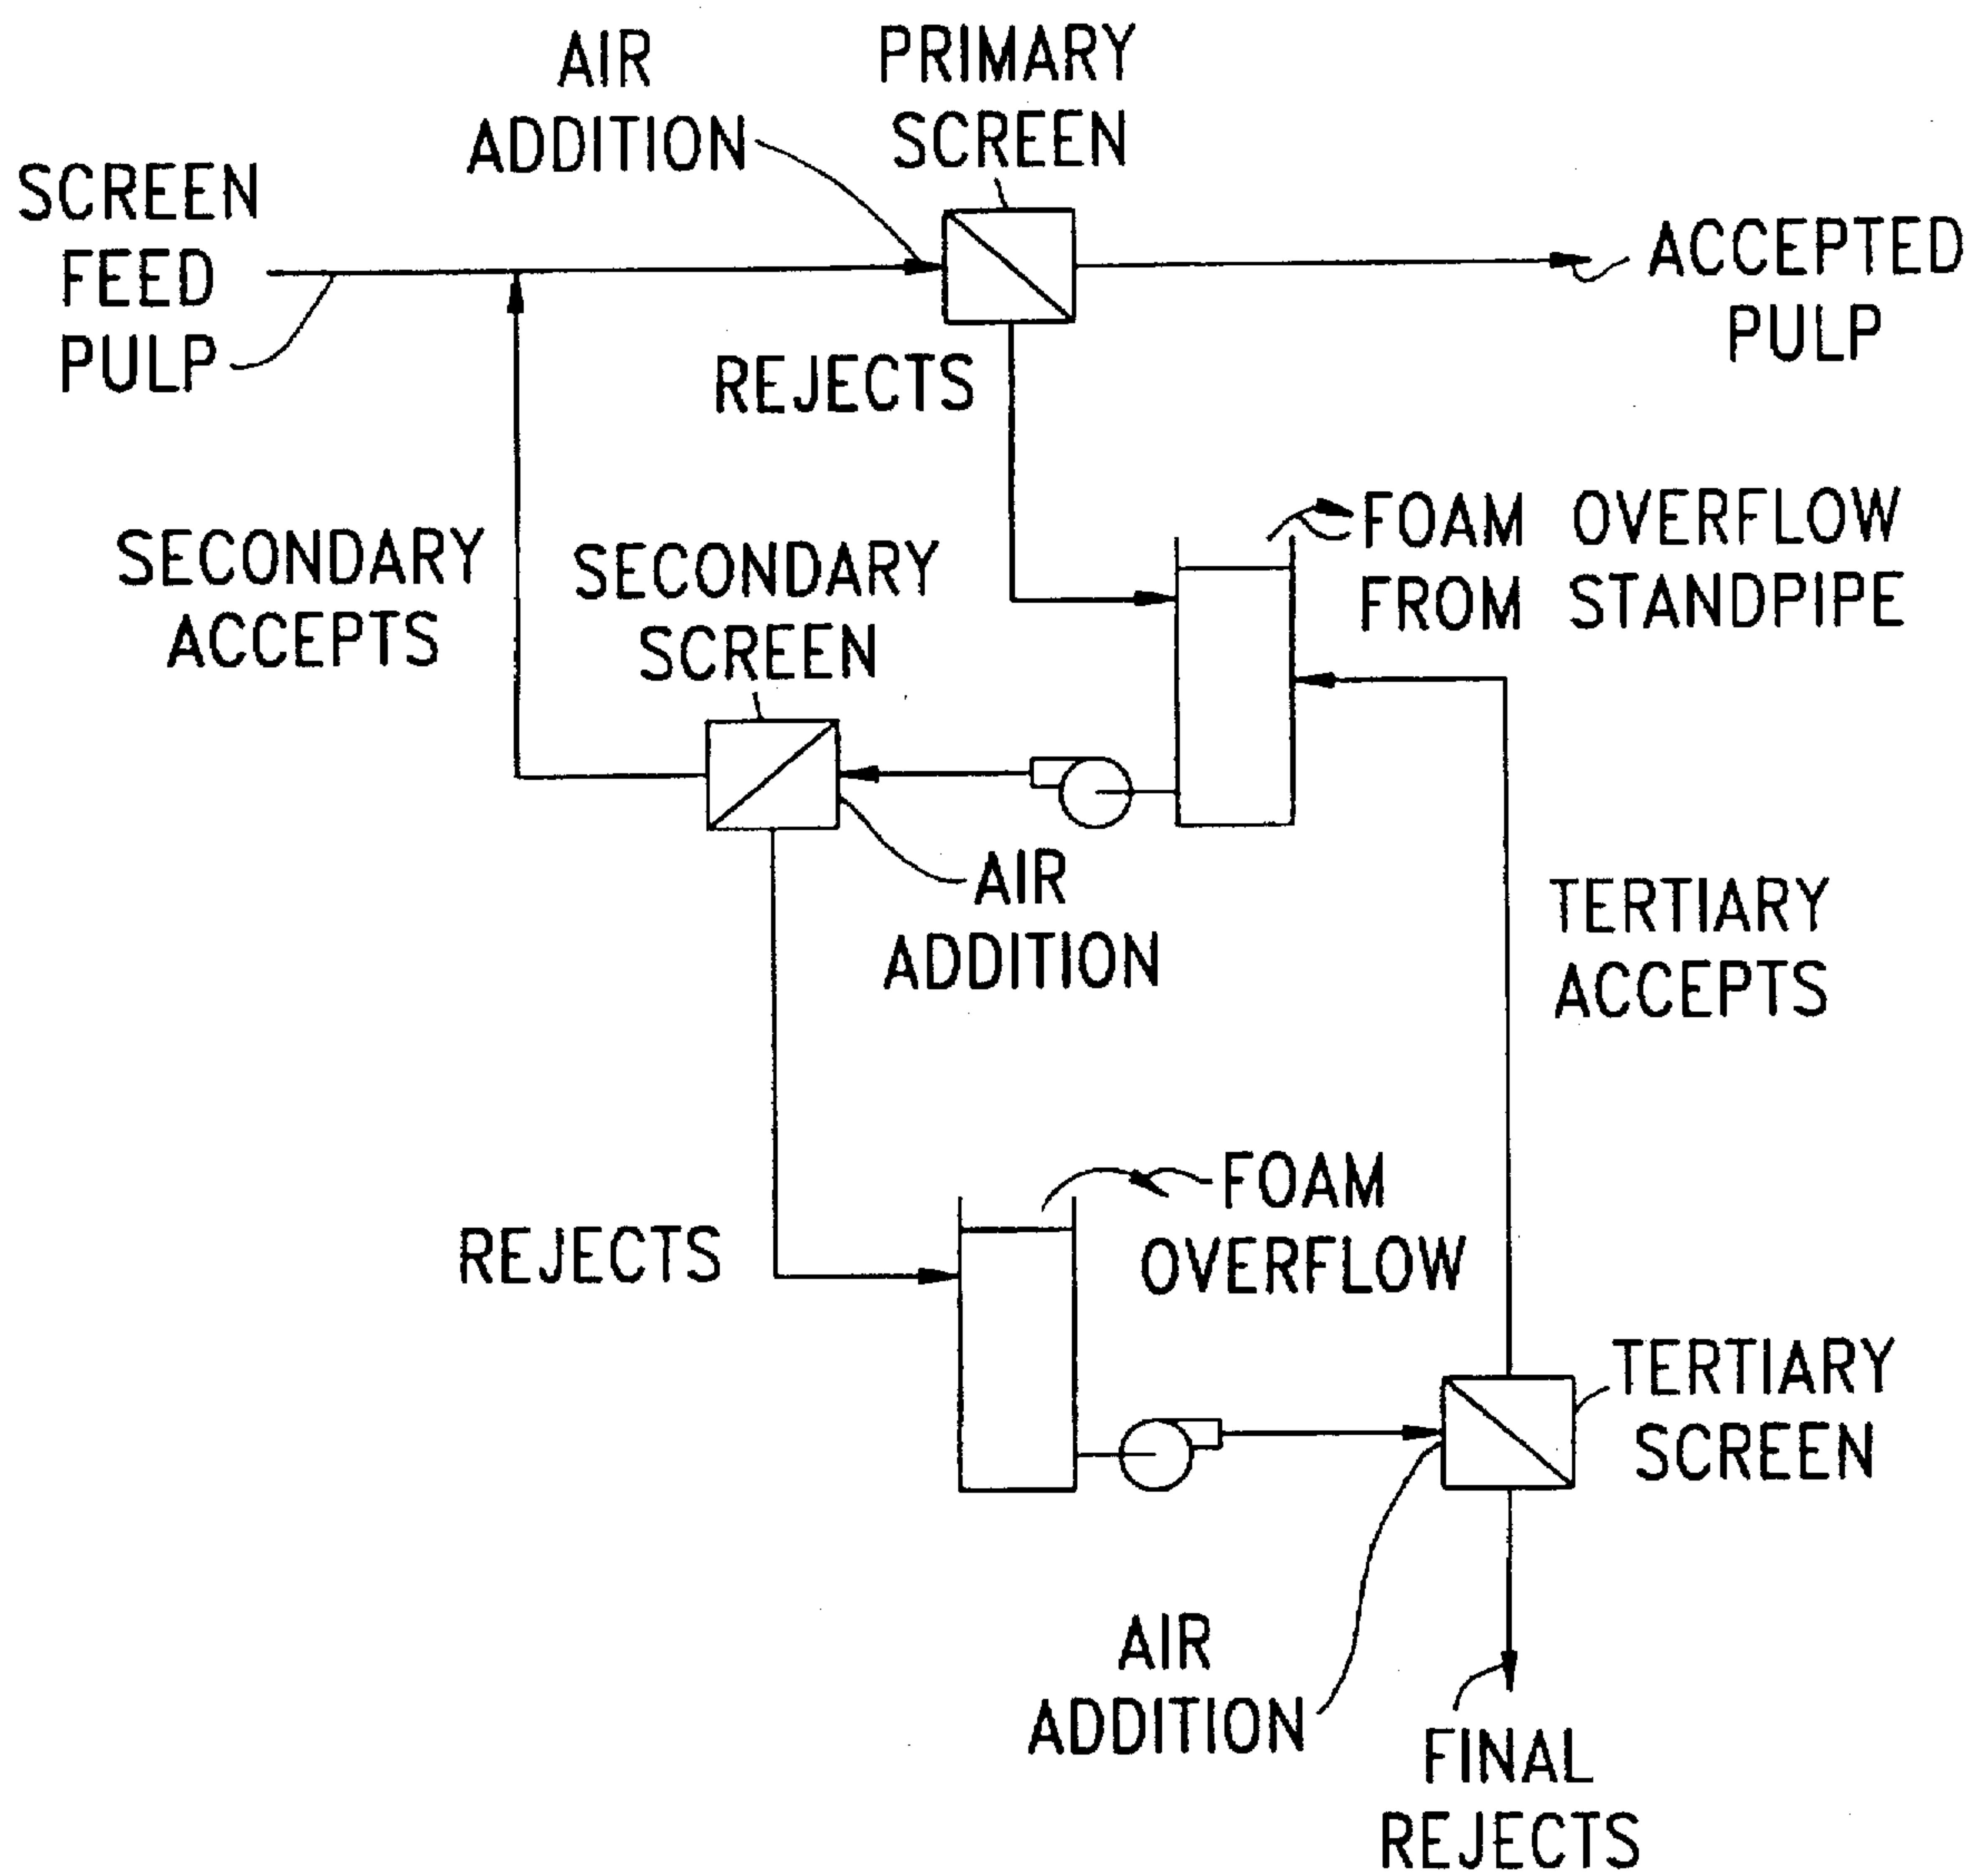 AIR
ADDITION
PRIMARY
SCREEN
SCREEN
FEED
PULP
ACCEPTED
PULP
REJECTS
FOAM OVERFLOW
FROM STANDPIPE
SECONDARY
ACCEPTS
SECONDARY
SCREEN
AIR
ADDITION
TERTIARY
ACCEPTS
FOAM
OVERFLOW
REJECTS
TERTIARY
SCREEN
AIR
ADDITION
FINAL
REJECTS